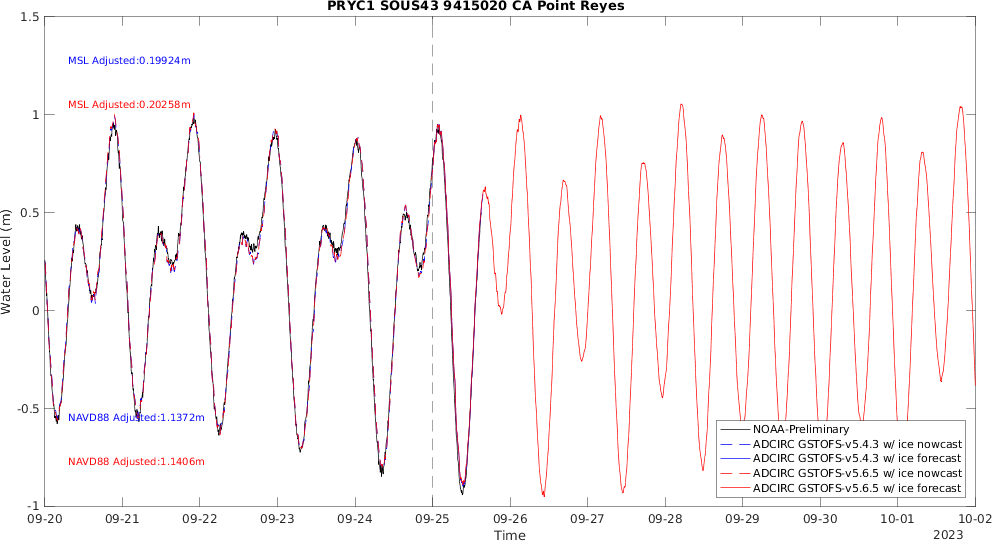 PRYC1 SOUS43 9415020 CA Point Reyes
1.5
MSL Adjusted:0.19924m
MSL Adjusted:0.20258m
1
0.5
Water Level (m)
0
-0.5
NAVD88 Adjusted:1.1372m
NAVD88 Adjusted:1.1406m
-1
NOAA-Preliminary
ADCIRC GSTOFS-v5.4.3 w/ ice nowcast
ADCIRC GSTOFS-v5.4.3 w/ ice forecast
ADCIRC GSTOFS-v5.6.5 w/ ice nowcast
ADCIRC GSTOFS-v5.6.5 w/ ice forecast
09-20 09-21 09-22 09-23 09-24 09-25 09-26 09-27 09-28 09-29 09-30 10-01 10-02
Time
2023